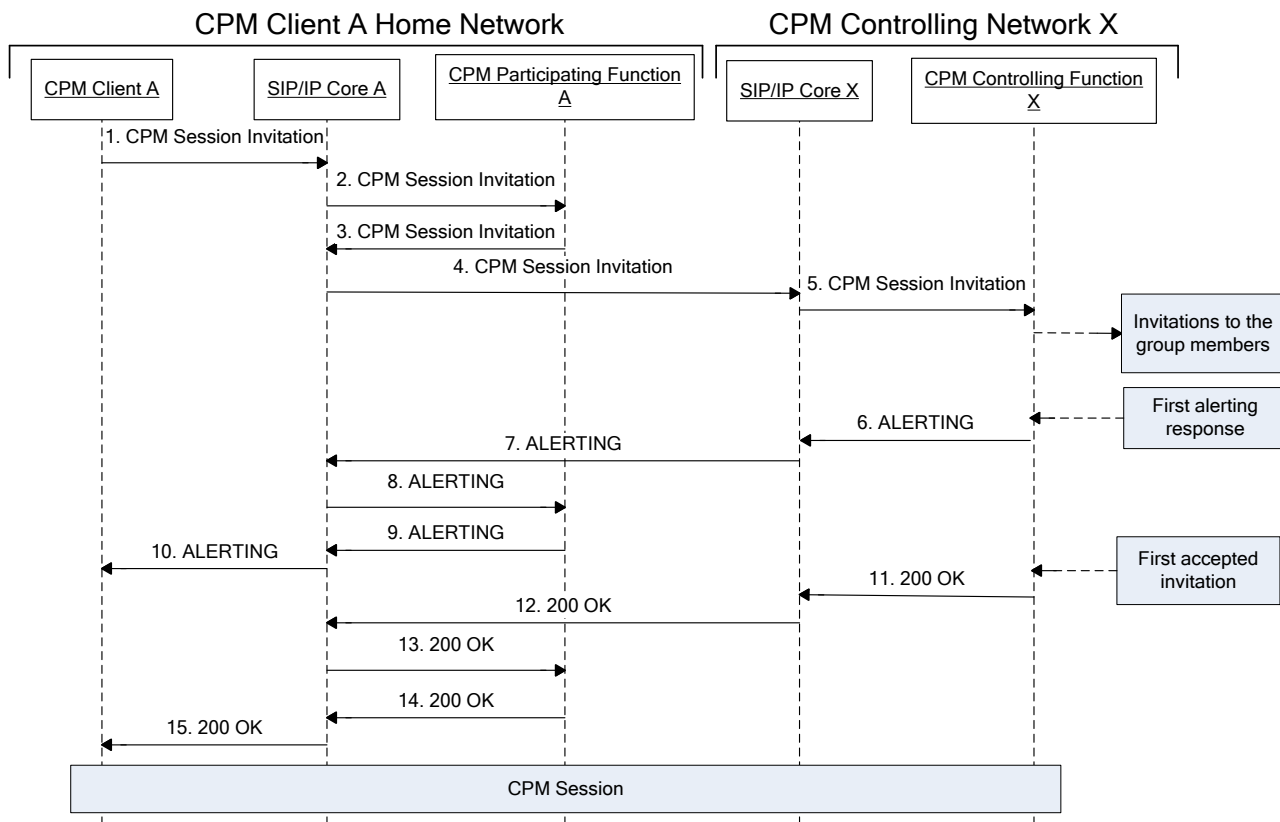 CPM Client A Home Network
CPM Controlling Network X
CPM Client A
SIP/IP Core A
CPM Participating Function
A
SIP/IP Core X
CPM Controlling Function
X
1. CPM Session Invitation
2. CPM Session Invitation
3. CPM Session Invitation
4. CPM Session Invitation
5. CPM Session Invitation
Invitations to the
group members
First alerting
response
6. ALERTING
7. ALERTING
8. ALERTING
9. ALERTING
10. ALERTING
First accepted
invitation
11. 200 OK
12. 200 OK
13. 200 OK
14. 200 OK
15. 200 OK
CPM Session